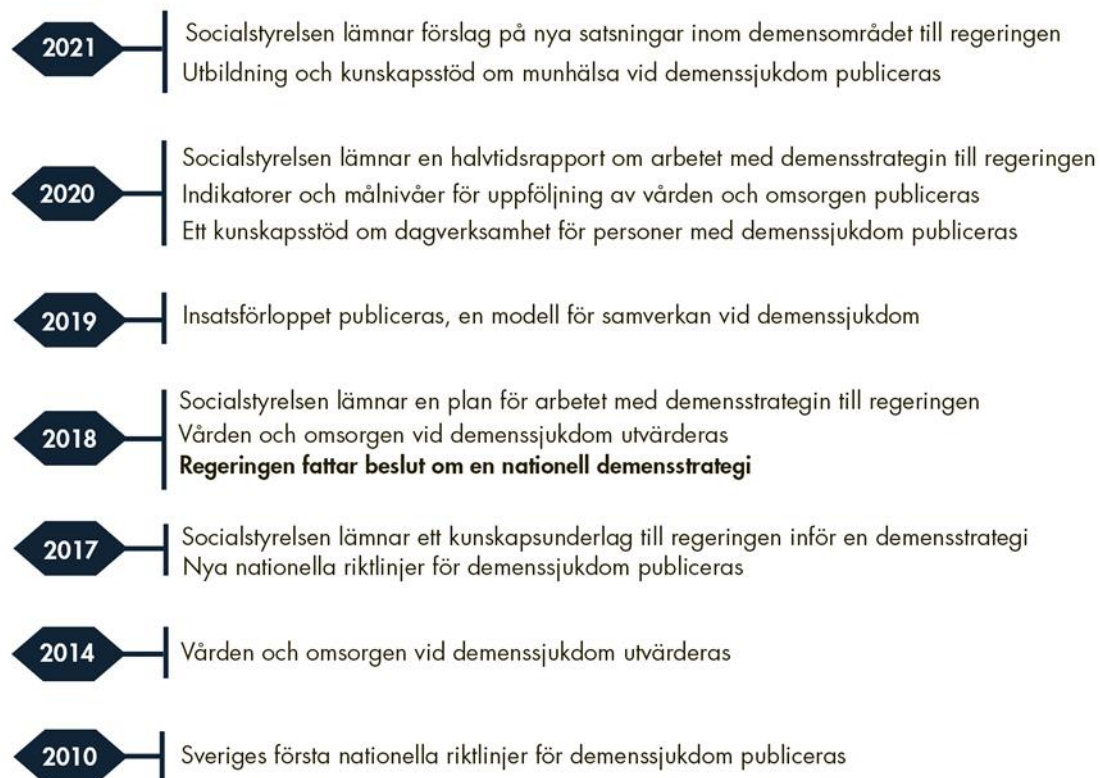 2021
Socialstyrelsen lämnar förslag på nya satsningar inom demensområdet till regeringen
Utbildning och kunskapsstöd om munhälsa vid demenssjukdom publiceras
2020
Socialstyrelsen lämnar en halvtidsrapport om arbetet med demensstrategin till regeringen
Indikatorer och målnivåer för uppföljning av vården och omsorgen publiceras
Ett kunskapsstöd om dagverksamhet för personer med demenssjukdom publiceras
2019
Insatsförloppet publiceras, en modell för samverkan vid demenssjukdom
2018
Socialstyrelsen lämnar en plan för arbetet med demensstrategin till regeringen
Vården och omsorgen vid demenssjukdom utvärderas
Regeringen fattar beslut om en nationell demensstrategi
2017
Socialstyrelsen lämnar ett kunskapsunderlag till regeringen inför en demensstrategi
Nya nationella riktlinjer för demenssjukdom publiceras
2014
Vården och omsorgen vid demenssjukdom utvärderas
2010
Sveriges första nationella riktlinjer för demenssjukdom publiceras